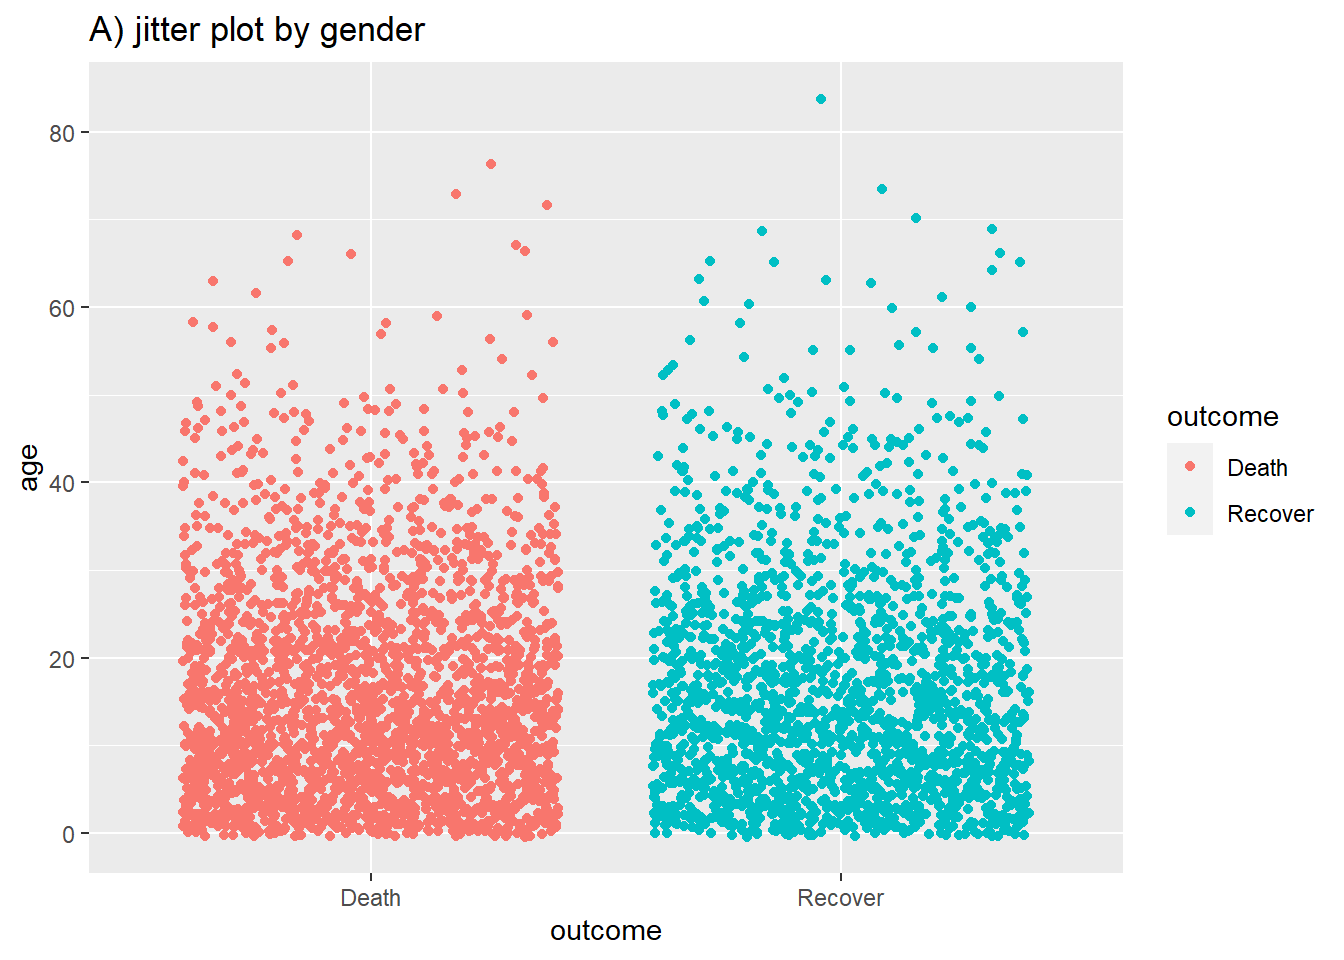 A) jitter plot by gender
80
60
40
20
0
age
Death
Recover
outcome
outcome
Death
Recover